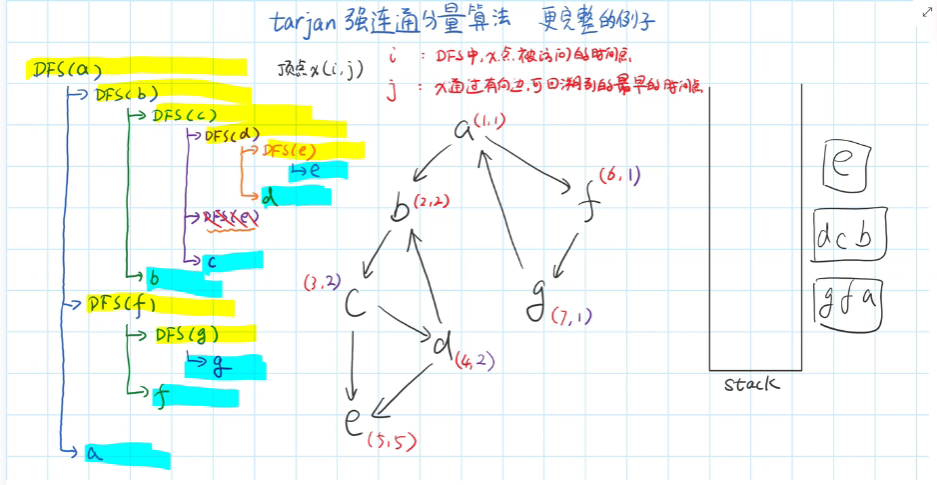 tarjan 强连通分量算法 更完整的例子
顶点x(i,j)
i : DFS中,x点被访问的时间点
j : x通过有向边,可回溯到的最早的时间点
DFS(a)
DFS(b)
DFS(c)
DFS(d)
DFS(e)
e
d
DFS(e)
c
b
DFS(f)
DFS(g)
g
f
a
a(1,1)
b(2,2)
f(6,1)
(3,2)
c
g(7,1)
d(4,2)
e(5,5)
stack
e
d c b
g f a